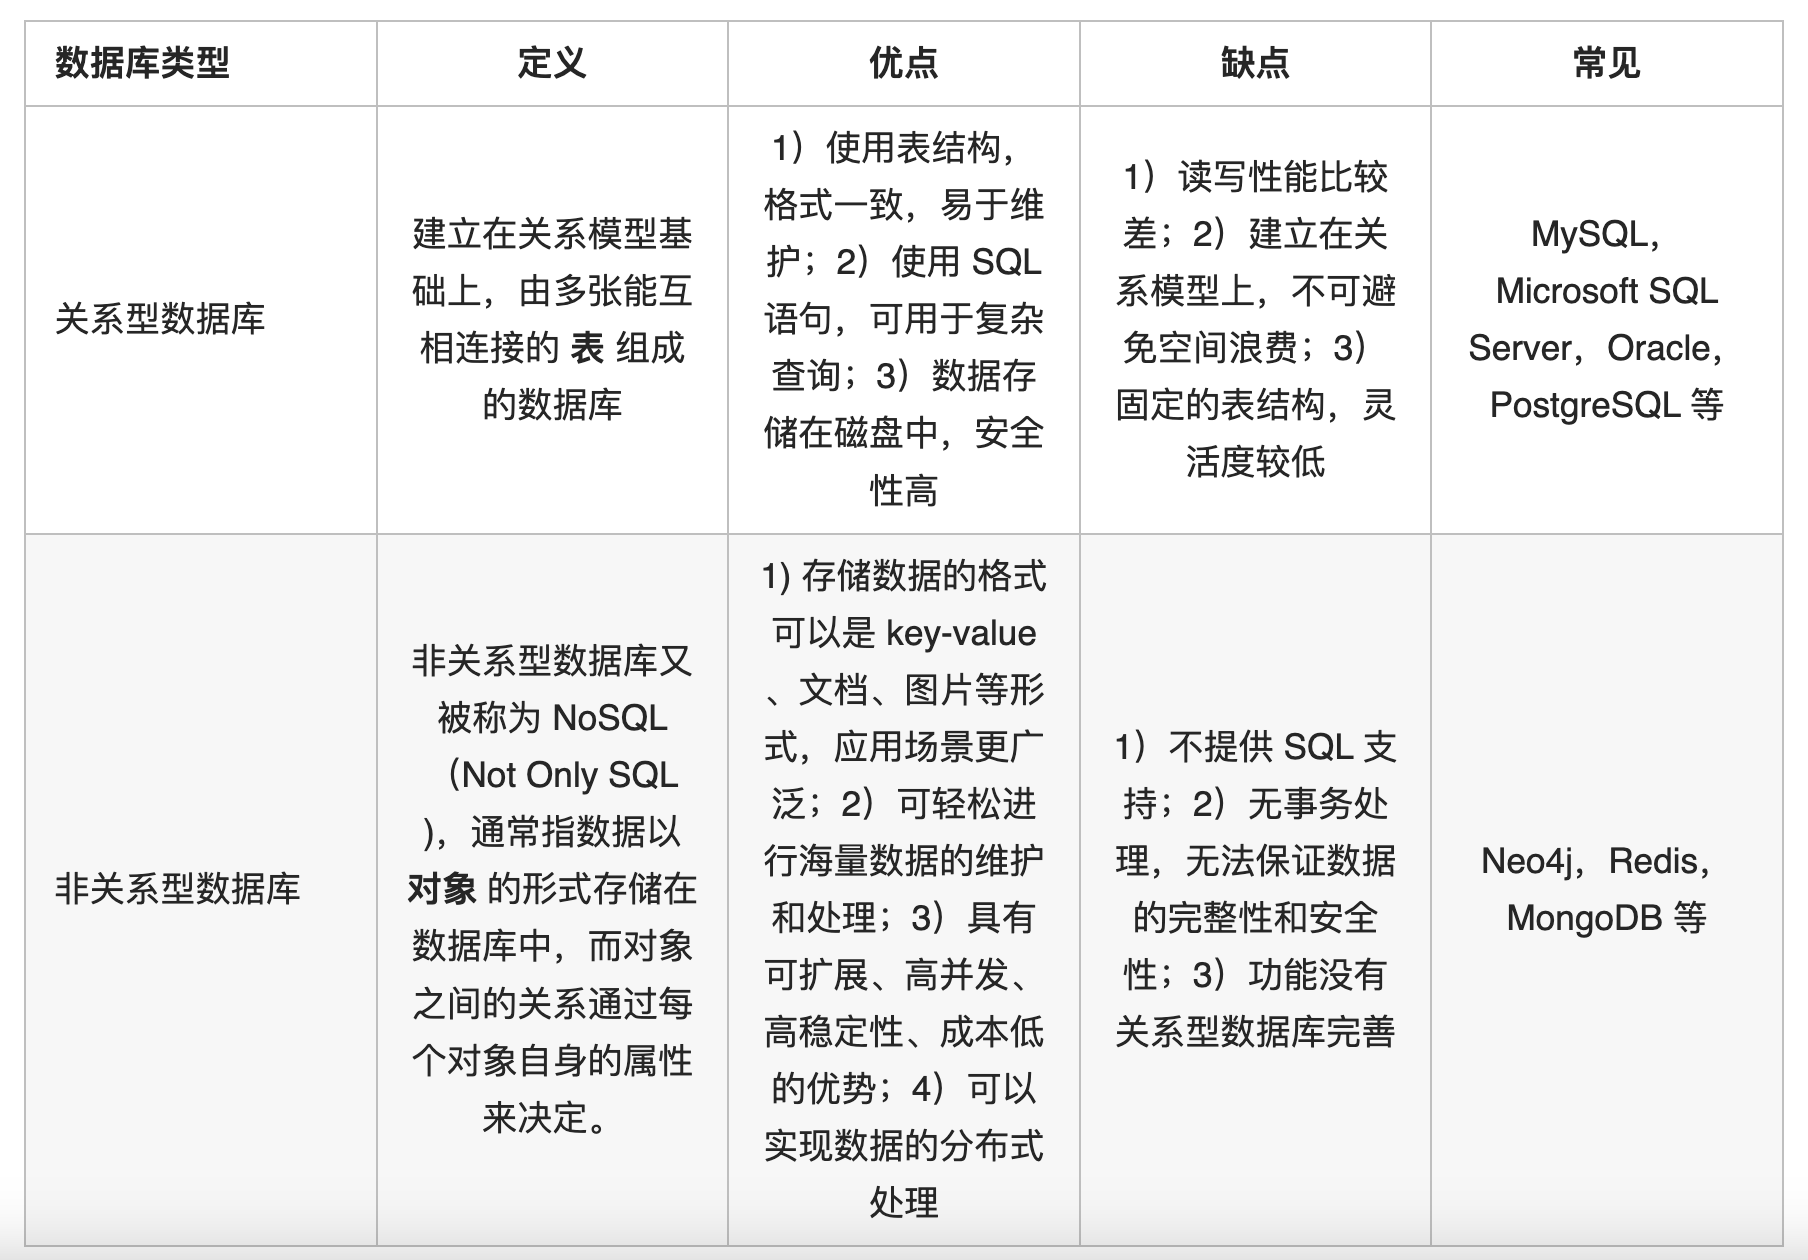 数据库类型
定义
优点
缺点
常见
关系型数据库
建立在关系模型基
础上，由多张能互
相连接的 表 组成
的数据库
1）使用表结构，
格式一致，易于维
护；2）使用 SQL
语句，可用于复杂
查询；3）数据存
储在磁盘中，安全
性高
1）读写性能比较
差；2）建立在关
系模型上，不可避
免空间浪费；3）
固定的表结构，灵
活度较低
MySQL，
Microsoft SQL
Server，Oracle，
PostgreSQL 等
非关系型数据库
非关系型数据库又
被称为 NoSQL
（Not Only SQL
)，通常指数据以
对象 的形式存储在
数据库中，而对象
之间的关系通过每
个对象自身的属性
来决定。
1) 存储数据的格式
可以是 key-value
、文档、图片等形
式，应用场景更广
泛；2）可轻松进
行海量数据的维护
和处理；3）具有
可扩展、高并发、
高稳定性、成本低
的优势；4）可以
实现数据的分布式
处理
1）不提供 SQL 支
持；2）无事务处
理，无法保证数据
的完整性和安全
性；3）功能没有
关系型数据库完善
Neo4j，Redis，
MongoDB 等